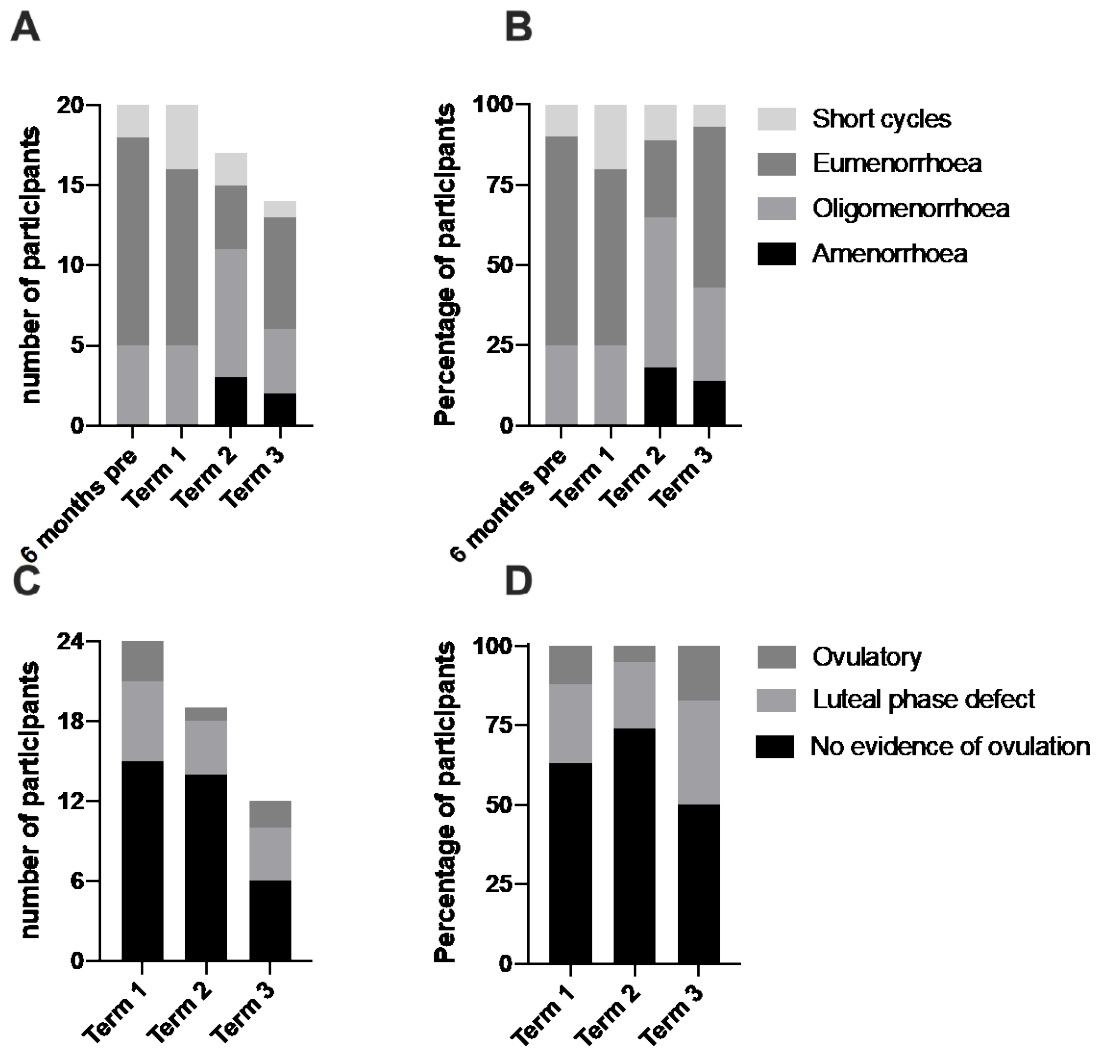 A
B
number of participants
20
15
10
5
0
6 months pre
Term 1
Term 2
Term 3
Percentage of participants
100
75
50
25
0
6 months pre
Term 1
Term 2
Term 3
Short cycles
Eumenorrhoea
Oligomenorrhoea
Amenorrhoea
C
D
number of participants
24
18
12
6
0
Term 1
Term 2
Term 3
Percentage of participants
100
75
50
25
0
Term 1
Term 2
Term 3
Ovulatory
Luteal phase defect
No evidence of ovulation